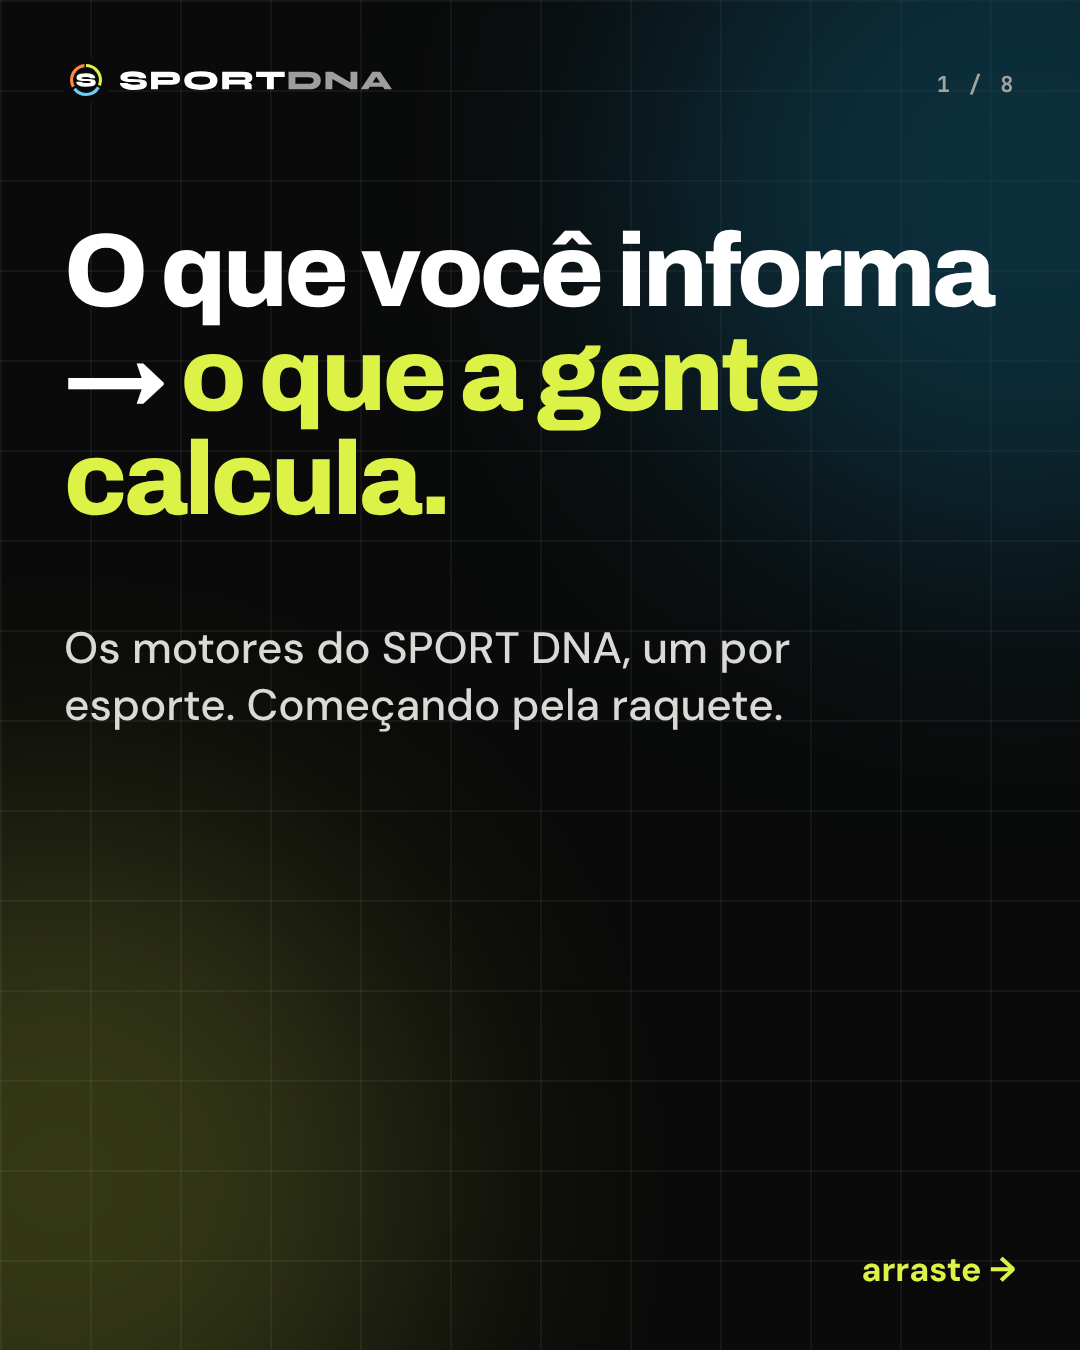 S SPORTDNA
1 / 8
O que você informa
→ o que a gente
calcula.
Os motores do SPORT DNA, um por
esporte. Começando pela raquete.
arraste →